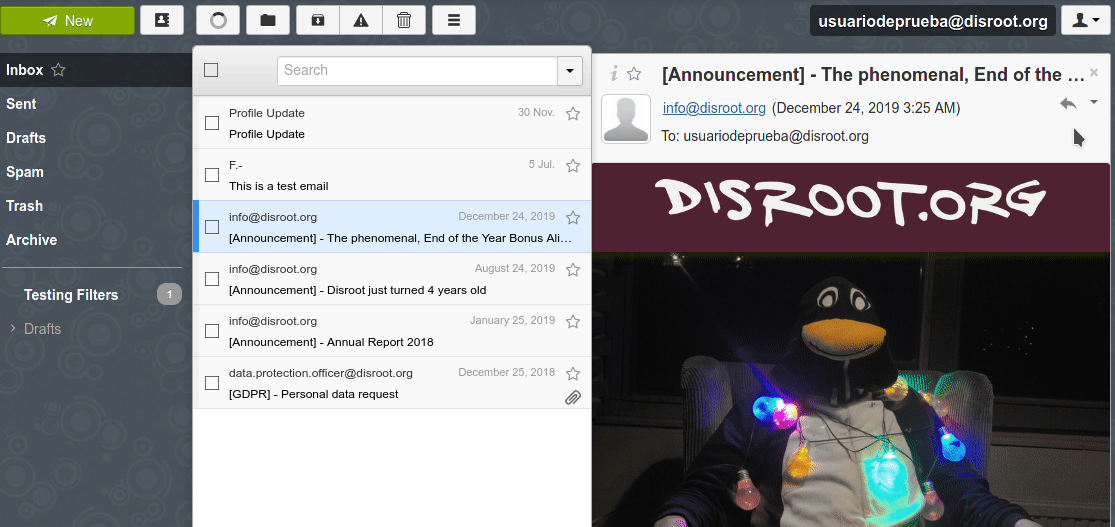 New
usuariodeprueba@disroot.org
Inbox
Sent
Drafts
Spam
Trash
Archive
Testing Filters 1
Drafts
Search
Profile Update 30 Nov.
Profile Update
F.- 5 Jul.
This is a test email
info@disroot.org December 24, 2019
[Announcement] - The phenomenal, End of the Year Bonus Ali…
info@disroot.org August 24, 2019
[Announcement] - Disroot just turned 4 years old
info@disroot.org January 25, 2019
[Announcement] - Annual Report 2018
data.protection.officer@disroot.org December 25, 2018
[GDPR] - Personal data request
[Announcement] - The phenomenal, End of the …
info@disroot.org (December 24, 2019 3:25 AM)
To: usuariodeprueba@disroot.org
DISROOT.ORG